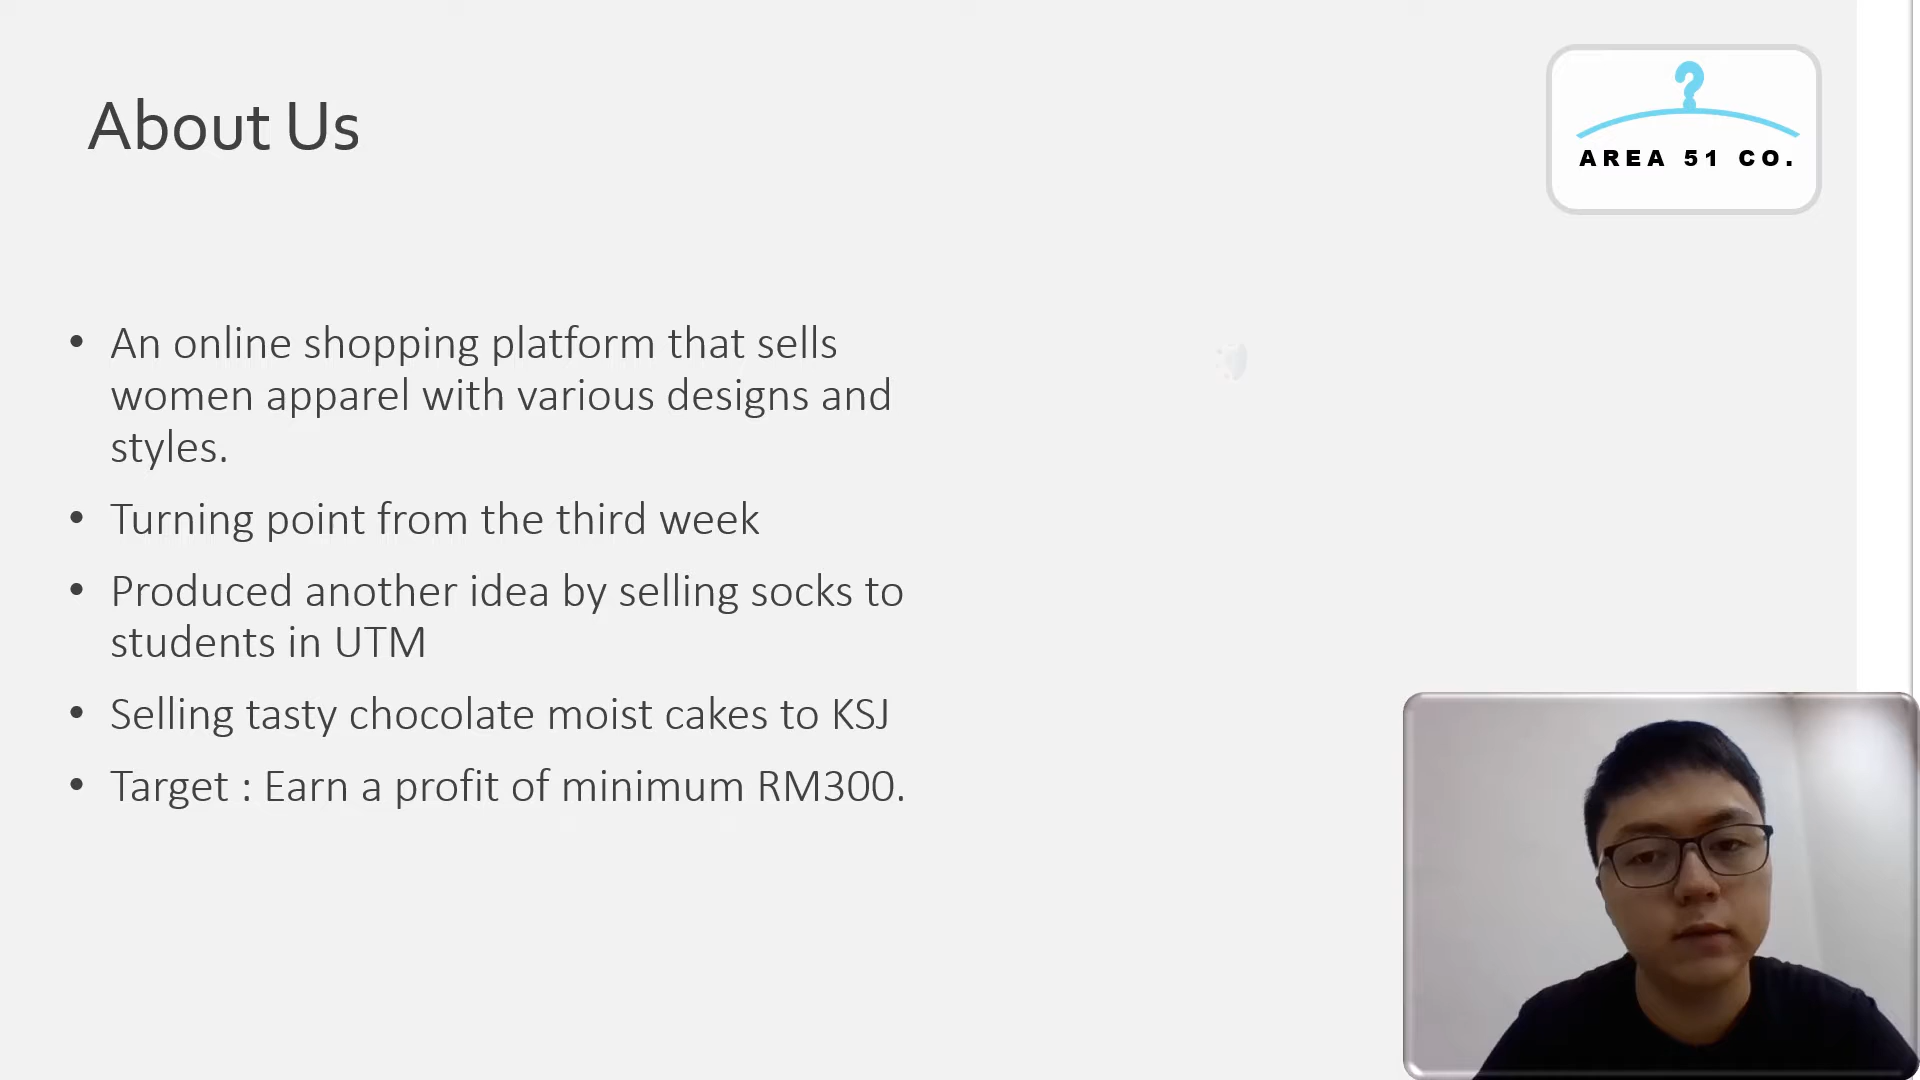 About Us
AREA 51 CO.
• An online shopping platform that sells
women apparel with various designs and
styles.
• Turning point from the third week
• Produced another idea by selling socks to
students in UTM
• Selling tasty chocolate moist cakes to KSJ
• Target : Earn a profit of minimum RM300.